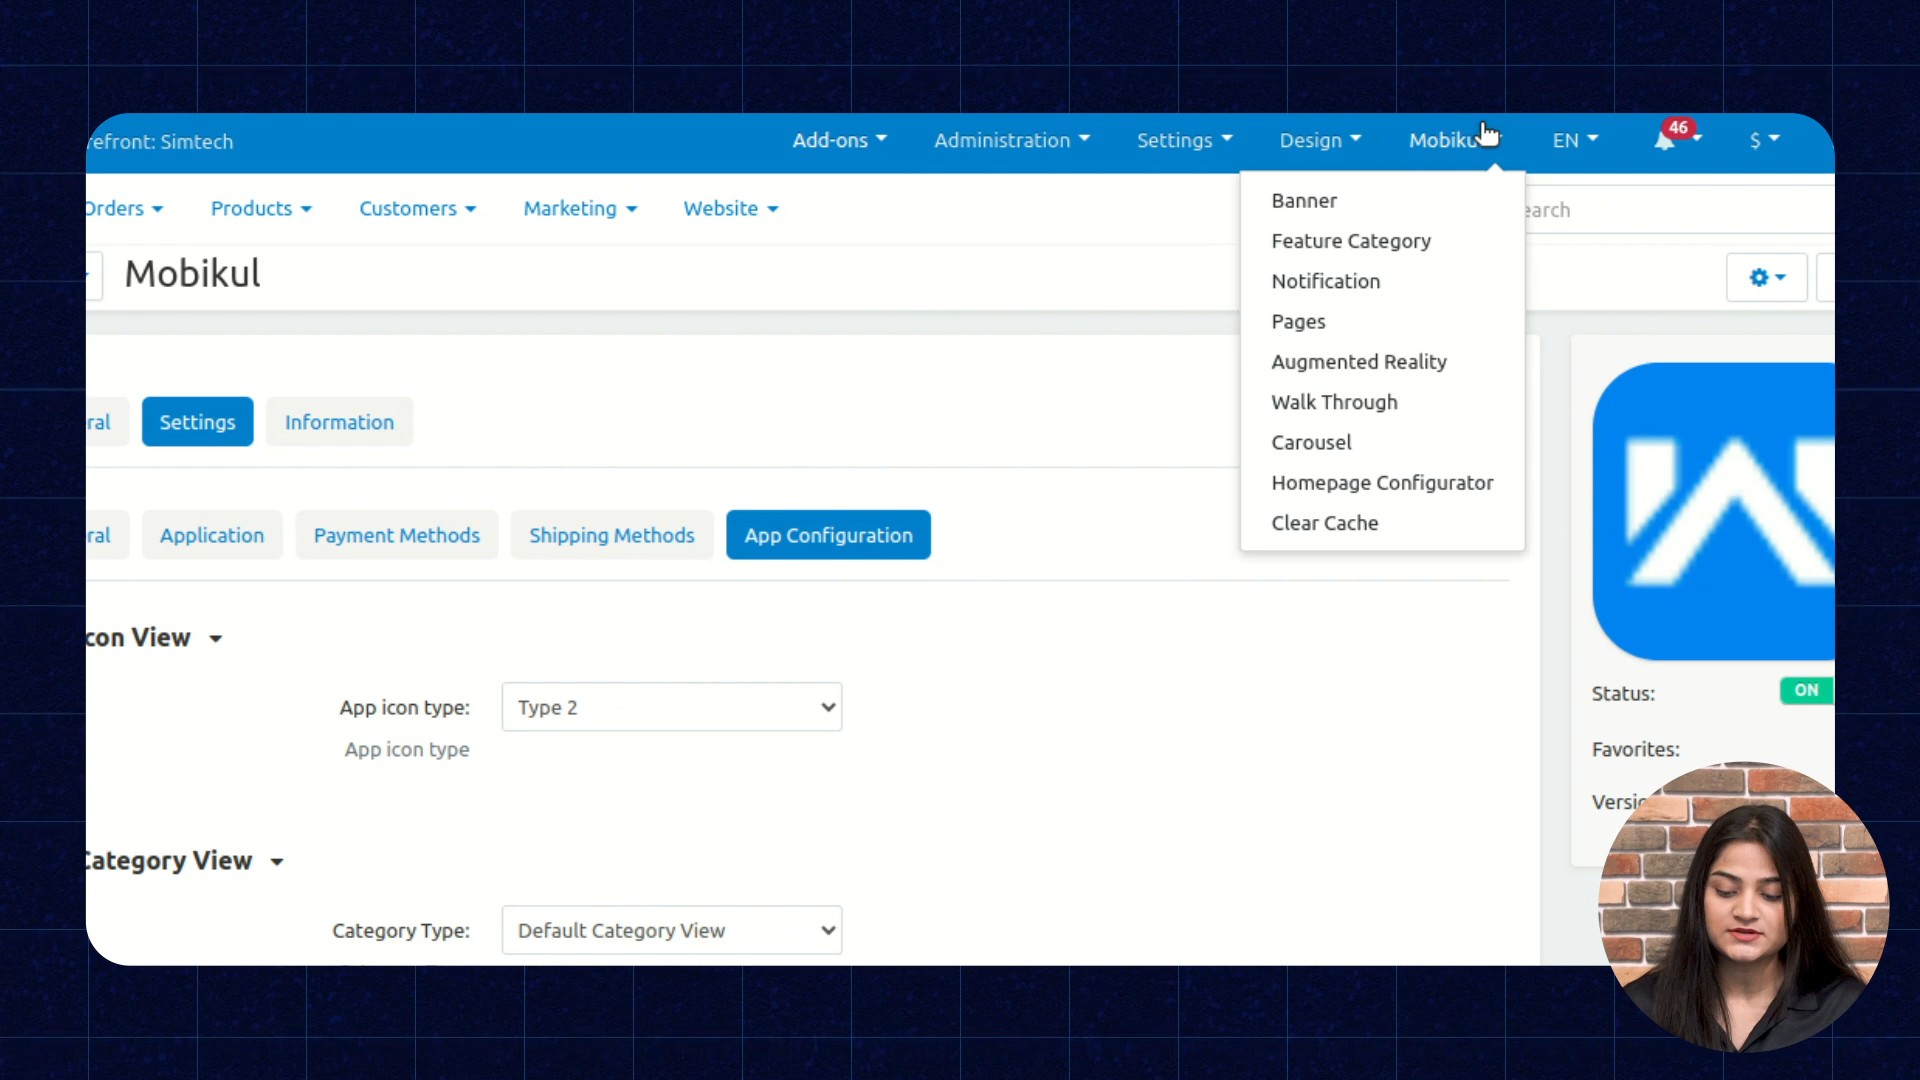 refront: Simtech
Add-ons
Administration
Settings
Design
Mobiku
EN
46
$
Orders
Products
Customers
Marketing
Website
earch
Mobikul
Banner
Feature Category
Notification
Pages
Augmented Reality
Walk Through
Carousel
Homepage Configurator
Clear Cache
ral
Settings
Information
ral
Application
Payment Methods
Shipping Methods
App Configuration
con View
App icon type:
Type 2
App icon type
Category View
Category Type:
Default Category View
Status:
ON
Favorites:
Versi